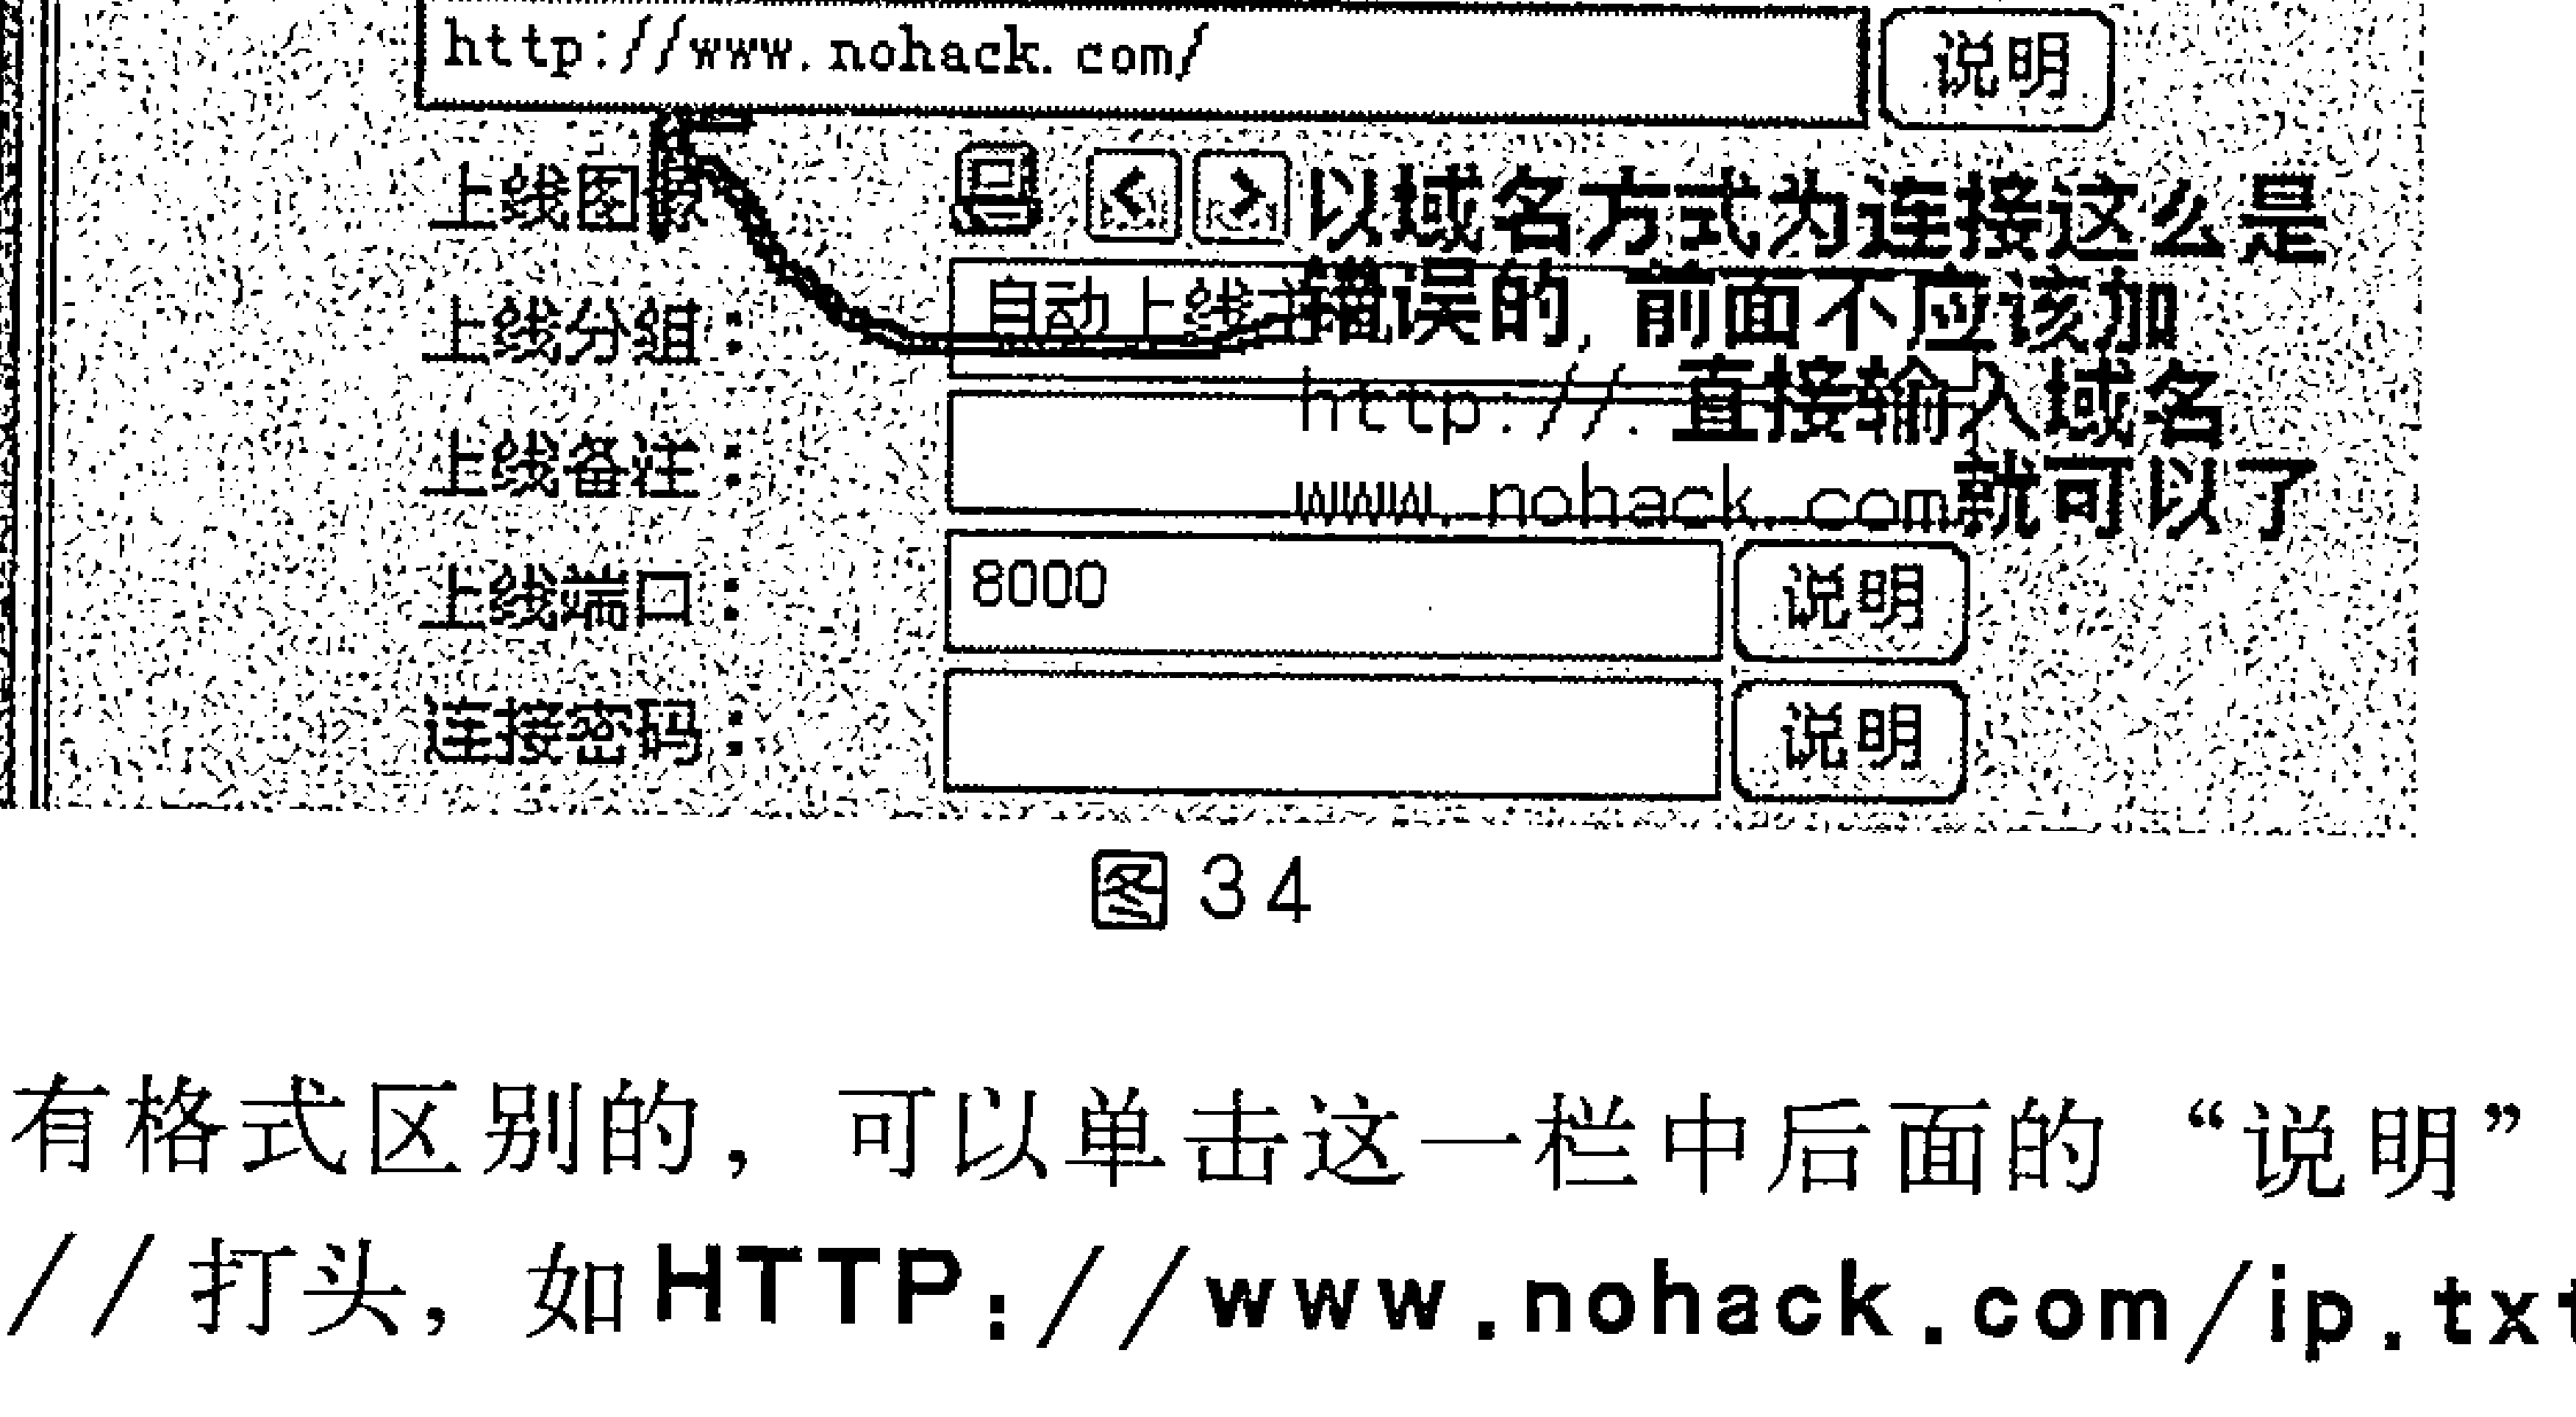 http://www.nohack.com/ 说明
上线图像 以域名方式为连接这么是
上线分组： 自动上线 错误的，前面不应该加
http://.直接输入域名
上线备注： www.nohack.com就可以了
上线端口： 8000 说明
连接密码： 说明
图34
有格式区别的，可以单击这一栏中后面的“说明”
//打头，如HTTP://www.nohack.com/ip.txt